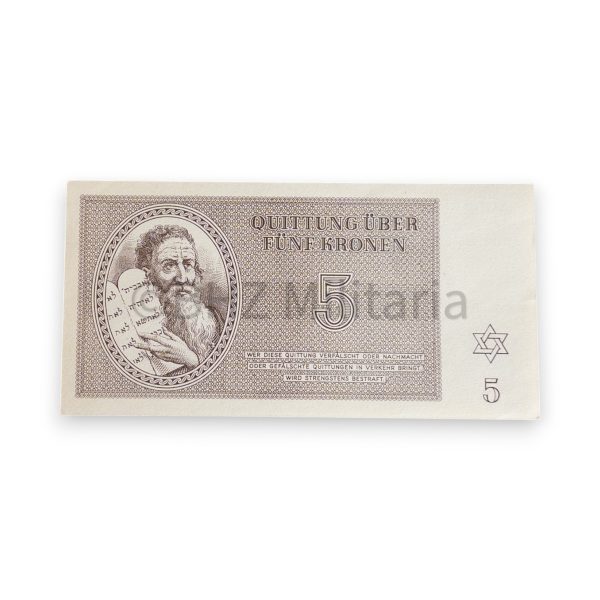 QUITTUNG ÜBER
FÜNF KRONEN
5
WER DIESE QUITTUNG VERFÄLSCHT ODER NACHMACHT
ODER GEFÄLSCHTE QUITTUNGEN IN VERKEHR BRINGT,
WIRD STRENGSTENS BESTRAFT.
5
Militaria